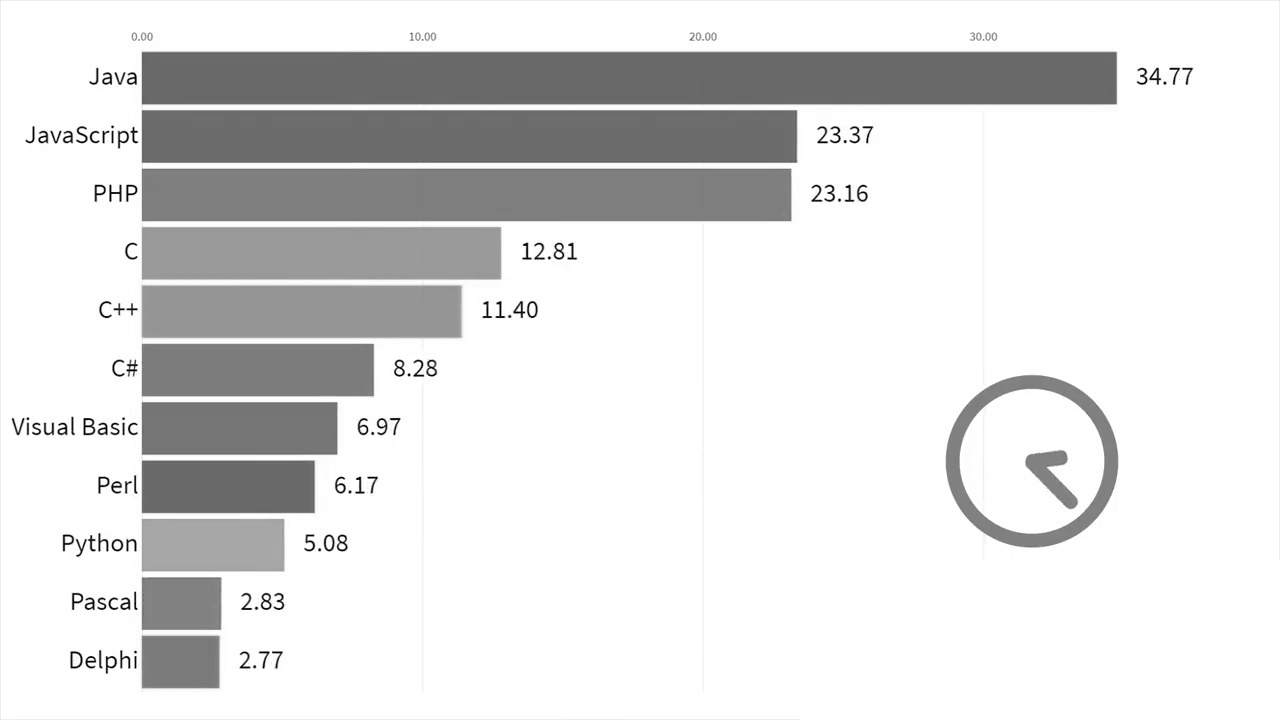 0.00 10.00 20.00 30.00
Java 34.77
JavaScript 23.37
PHP 23.16
C 12.81
C++ 11.40
C# 8.28
Visual Basic 6.97
Perl 6.17
Python 5.08
Pascal 2.83
Delphi 2.77